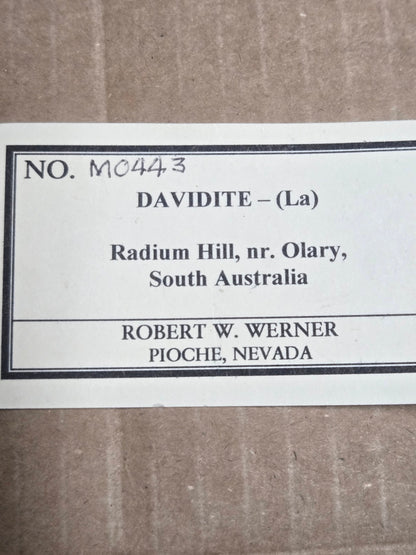 NO. M0443
DAVIDITE – (La)
Radium Hill, nr. Olary,
South Australia
ROBERT W. WERNER
PIOCHE, NEVADA